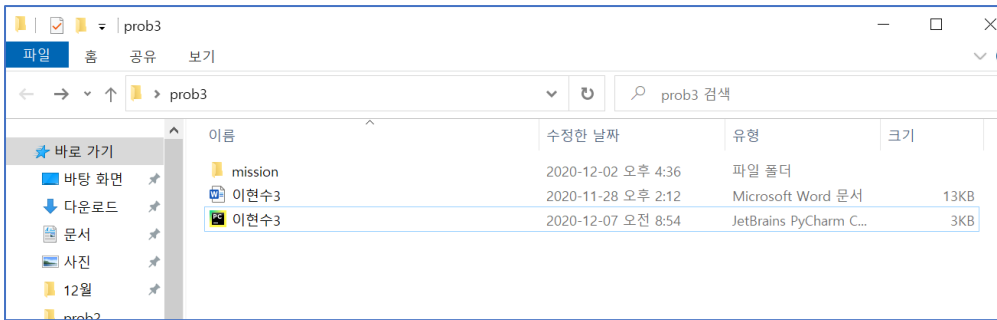 prob3
파일 홈 공유 보기
prob3 prob3 검색
이름 수정한 날짜 유형 크기
바로 가기
mission 2020-12-02 오후 4:36 파일 폴더
바탕 화면
이현수3 2020-11-28 오후 2:12 Microsoft Word 문서 13KB
다운로드
이현수3 2020-12-07 오전 8:54 JetBrains PyCharm C... 3KB
문서
사진
12월
prob2